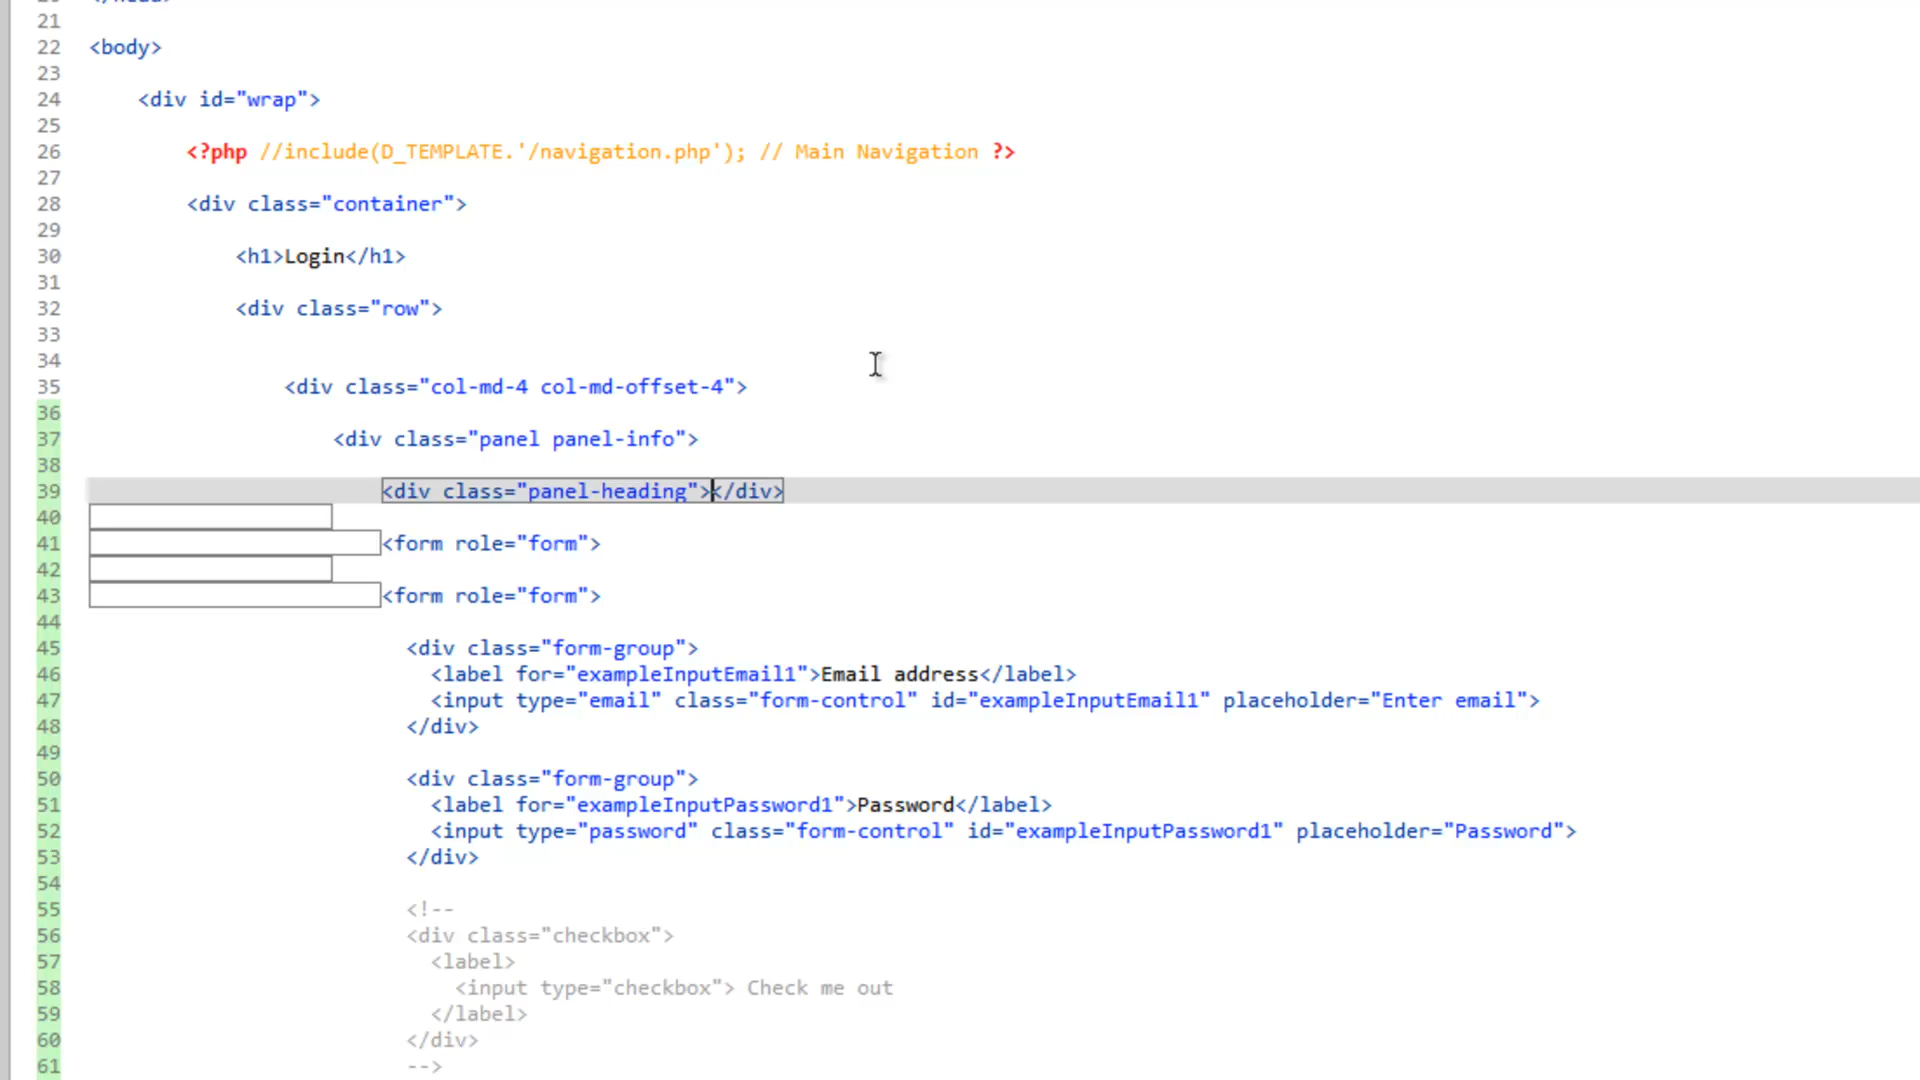 21
22 <body>
23
24 <div id="wrap">
25
26 <?php //include(D_TEMPLATE.'/navigation.php'); // Main Navigation ?>
27
28 <div class="container">
29
30 <h1>Login</h1>
31
32 <div class="row">
33
34
35 <div class="col-md-4 col-md-offset-4">
36
37 <div class="panel panel-info">
38
39 <div class="panel-heading"></div>
40
41 <form role="form">
42
43 <form role="form">
44
45 <div class="form-group">
46 <label for="exampleInputEmail1">Email address</label>
47 <input type="email" class="form-control" id="exampleInputEmail1" placeholder="Enter email">
48 </div>
49
50 <div class="form-group">
51 <label for="exampleInputPassword1">Password</label>
52 <input type="password" class="form-control" id="exampleInputPassword1" placeholder="Password">
53 </div>
54
55 <!--
56 <div class="checkbox">
57 <label>
58 <input type="checkbox"> Check me out
59 </label>
60 </div>
61 -->